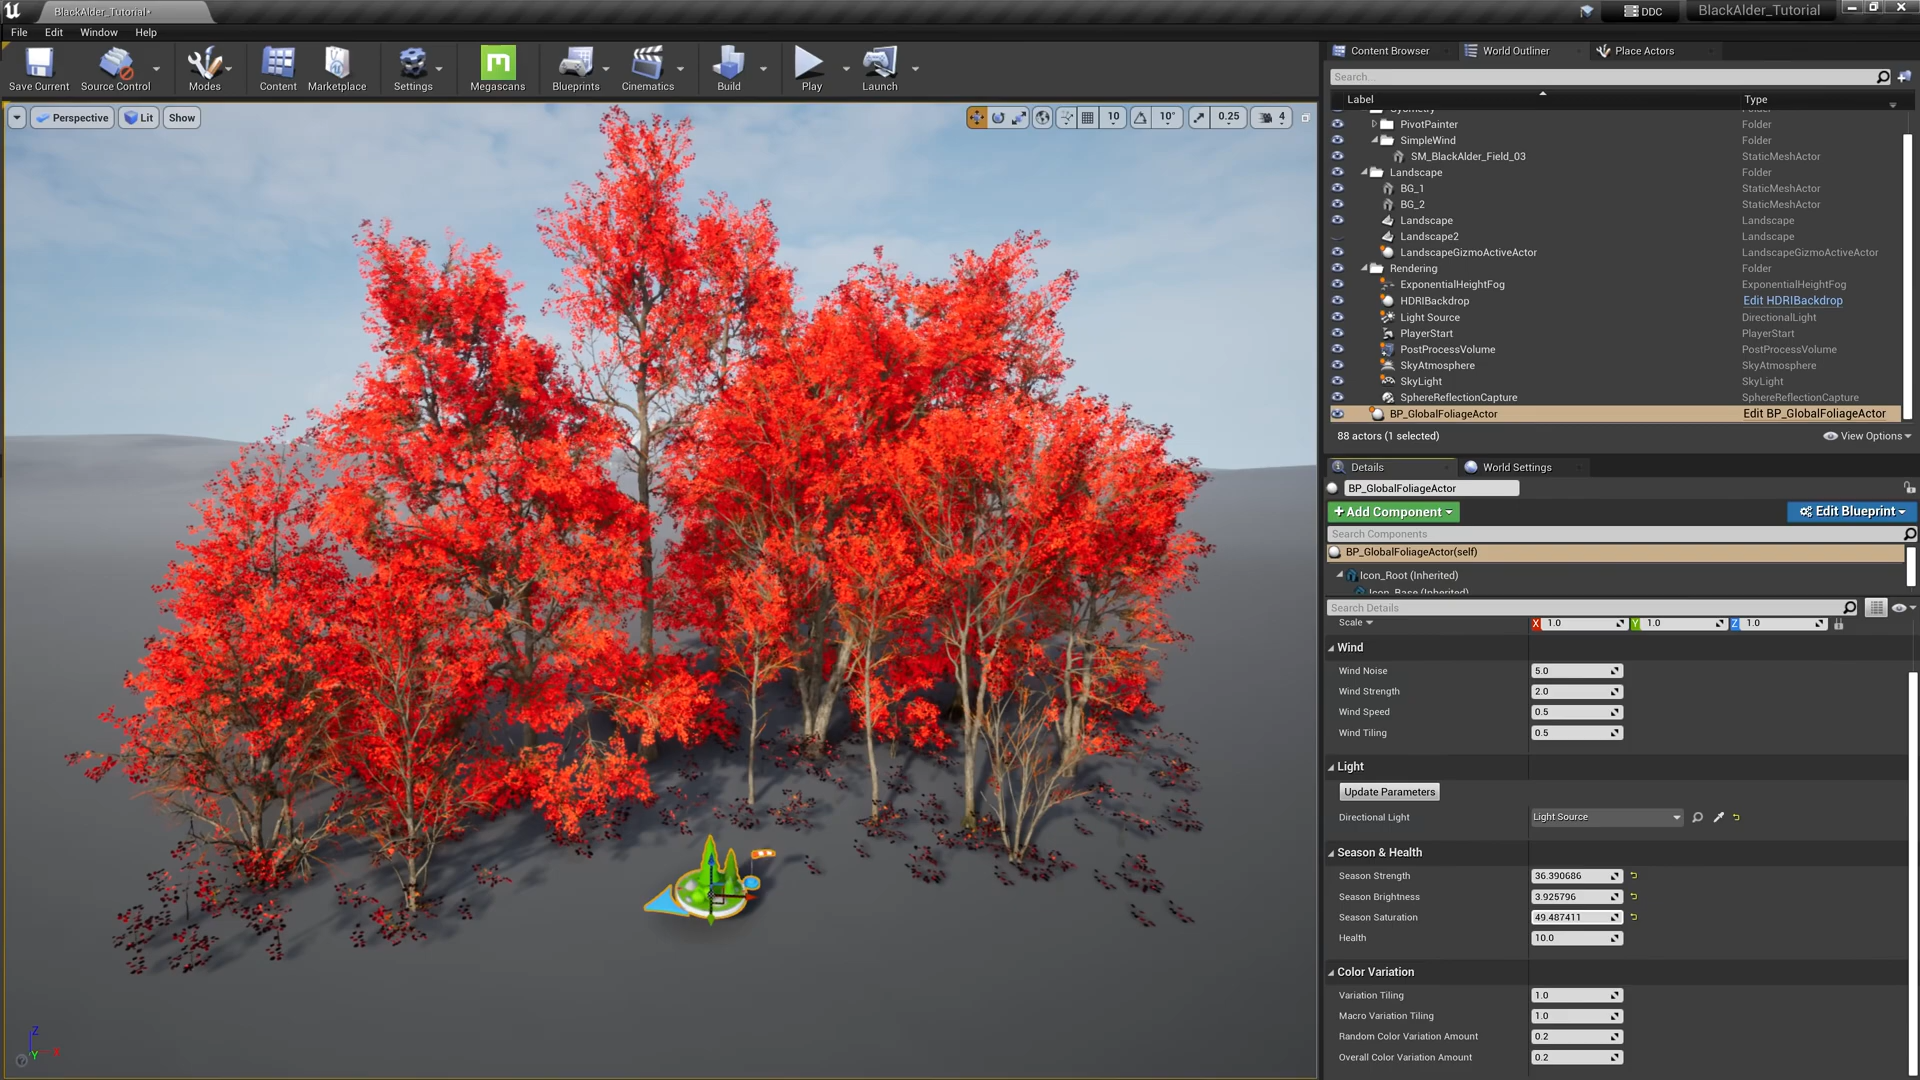 BlackAlder_Tutorial•
DDC
BlackAlder_Tutorial
File Edit Window Help
Content Browser
World Outliner
Place Actors
Save Current
Source Control
Modes
Content
Marketplace
Settings
Megascans
Blueprints
Cinematics
Build
Play
Launch
Perspective
Lit
Show
10
10°
0.25
4
Search...
Label Type
PivotPainter Folder
SimpleWind Folder
SM_BlackAlder_Field_03 StaticMeshActor
Landscape Folder
BG_1 StaticMeshActor
BG_2 StaticMeshActor
Landscape Landscape
Landscape2 Landscape
LandscapeGizmoActiveActor LandscapeGizmoActiveActor
Rendering Folder
ExponentialHeightFog ExponentialHeightFog
HDRIBackdrop Edit HDRIBackdrop
Light Source DirectionalLight
PlayerStart PlayerStart
PostProcessVolume PostProcessVolume
SkyAtmosphere SkyAtmosphere
SkyLight SkyLight
SphereReflectionCapture SphereReflectionCapture
BP_GlobalFoliageActor Edit BP_GlobalFoliageActor
88 actors (1 selected)
View Options
Details
World Settings
BP_GlobalFoliageActor
+ Add Component
Edit Blueprint
Search Components
BP_GlobalFoliageActor(self)
Icon_Root (Inherited)
Icon_Base (Inherited)
Search Details
Scale X 1.0 Y 1.0 Z 1.0
Wind
Wind Noise 5.0
Wind Strength 2.0
Wind Speed 0.5
Wind Tiling 0.5
Light
Update Parameters
Directional Light Light Source
Season & Health
Season Strength 36.390686
Season Brightness 3.925796
Season Saturation 49.487411
Health 10.0
Color Variation
Variation Tiling 1.0
Macro Variation Tiling 1.0
Random Color Variation Amount 0.2
Overall Color Variation Amount 0.2
Z
Y
X